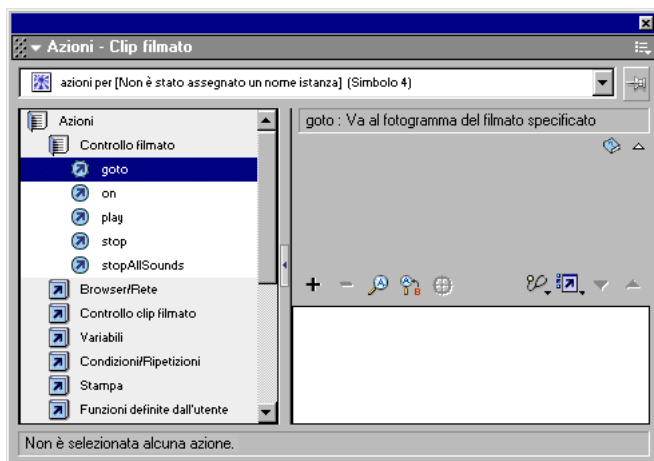 Azioni - Clip filmato
azioni per [Non è stato assegnato un nome istanza] (Simbolo 4)
Azioni
Controllo filmato
goto
on
play
stop
stopAllSounds
Browser/Rete
Controllo clip filmato
Variabili
Condizioni/Ripetizioni
Stampa
Funzioni definite dall'utente
goto : Va al fotogramma del filmato specificato
Non è selezionata alcuna azione.